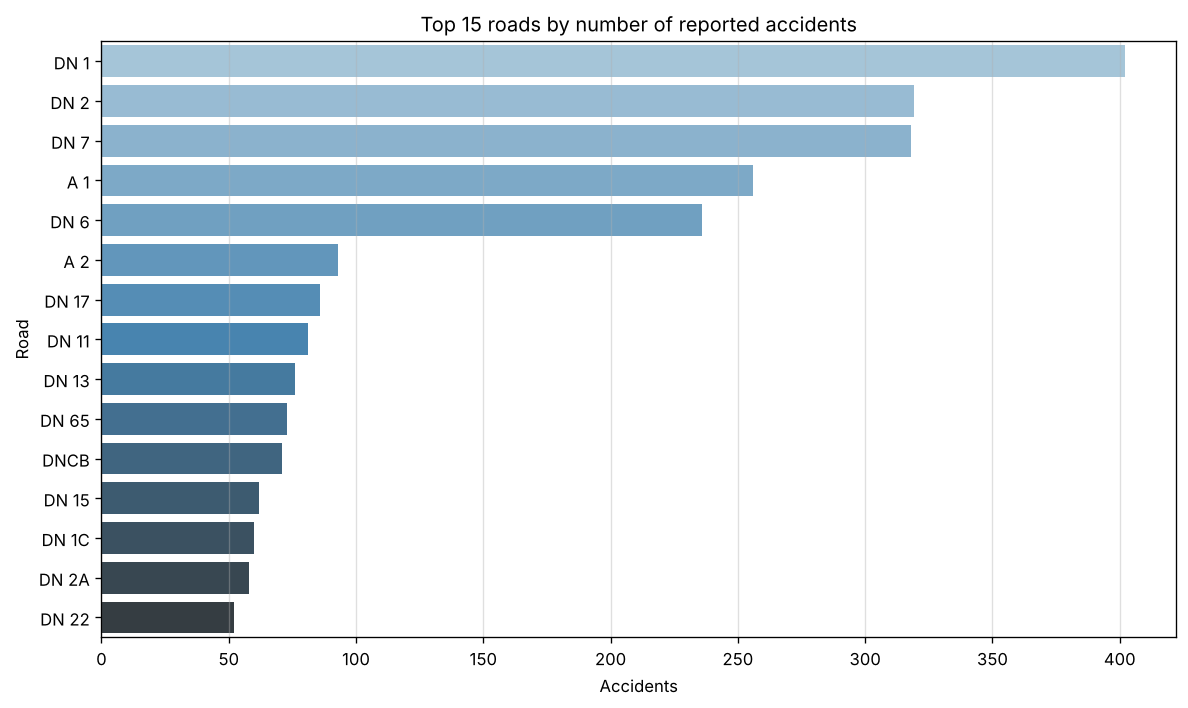 Top 15 roads by number of reported accidents
DN 1
DN 2
DN 7
A 1
DN 6
A 2
DN 17
DN 11
DN 13
DN 65
DNCB
DN 15
DN 1C
DN 2A
DN 22
Road
0 50 100 150 200 250 300 350 400
Accidents